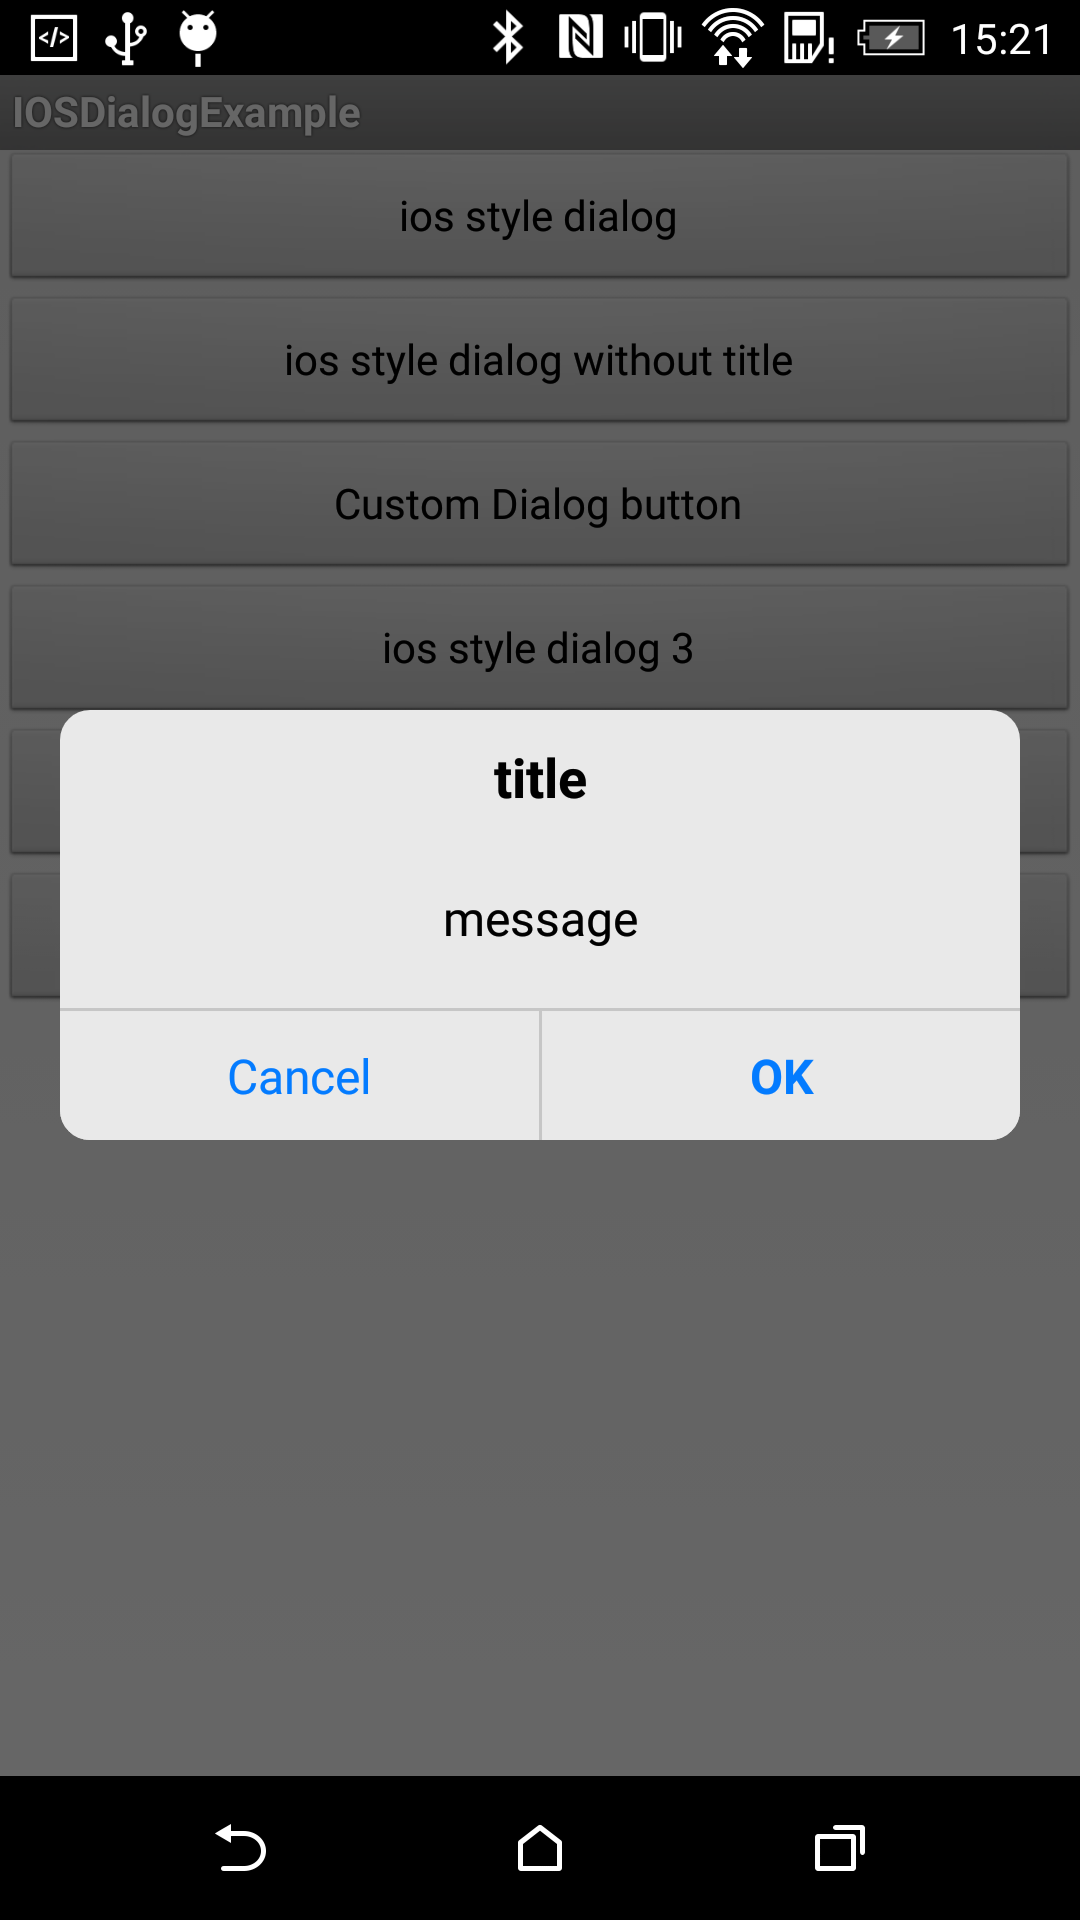 15:21
IOSDialogExample
ios style dialog
ios style dialog without title
Custom Dialog button
ios style dialog 3
title
message
Cancel
OK